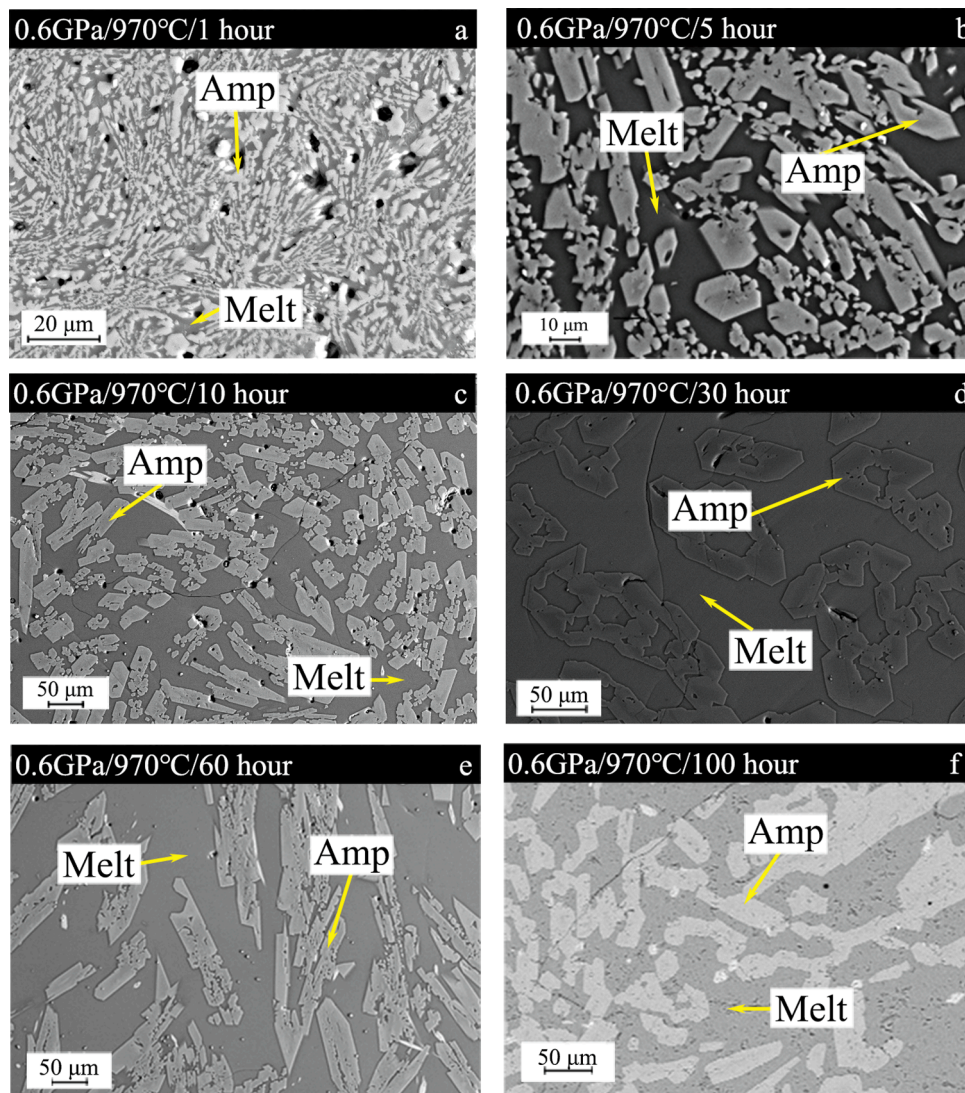 0.6GPa/970°C/1 hour a
Amp
Melt
20 μm
0.6GPa/970°C/5 hour b
Melt
Amp
10 μm
0.6GPa/970°C/10 hour c
Amp
Melt
50 μm
0.6GPa/970°C/30 hour d
Amp
Melt
50 μm
0.6GPa/970°C/60 hour e
Melt
Amp
50 μm
0.6GPa/970°C/100 hour f
Amp
Melt
50 μm